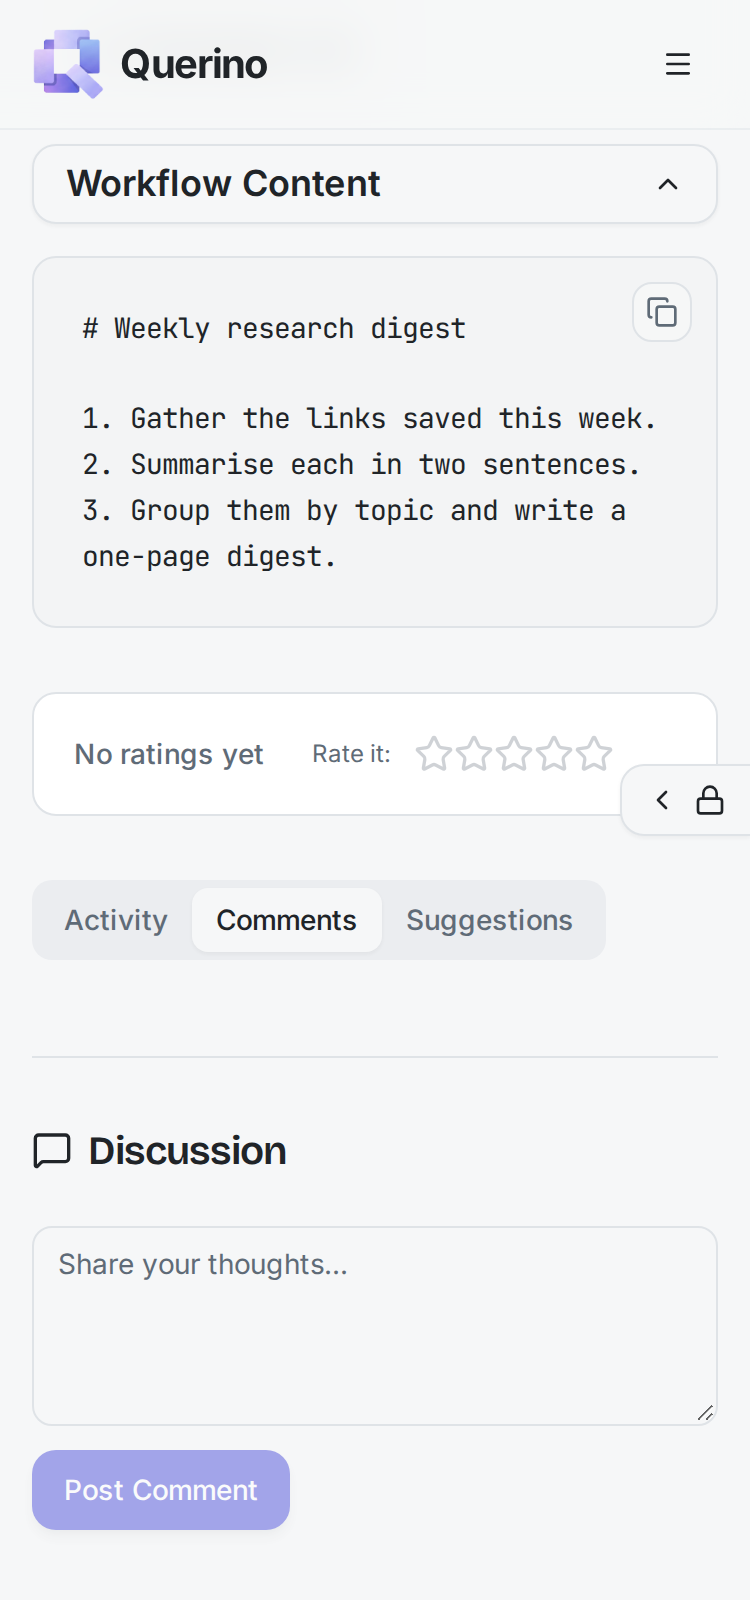 Querino
Workflow Content
# Weekly research digest
1. Gather the links saved this week.
2. Summarise each in two sentences.
3. Group them by topic and write a
one-page digest.
No ratings yet Rate it:
Activity Comments Suggestions
Discussion
Share your thoughts...
Post Comment